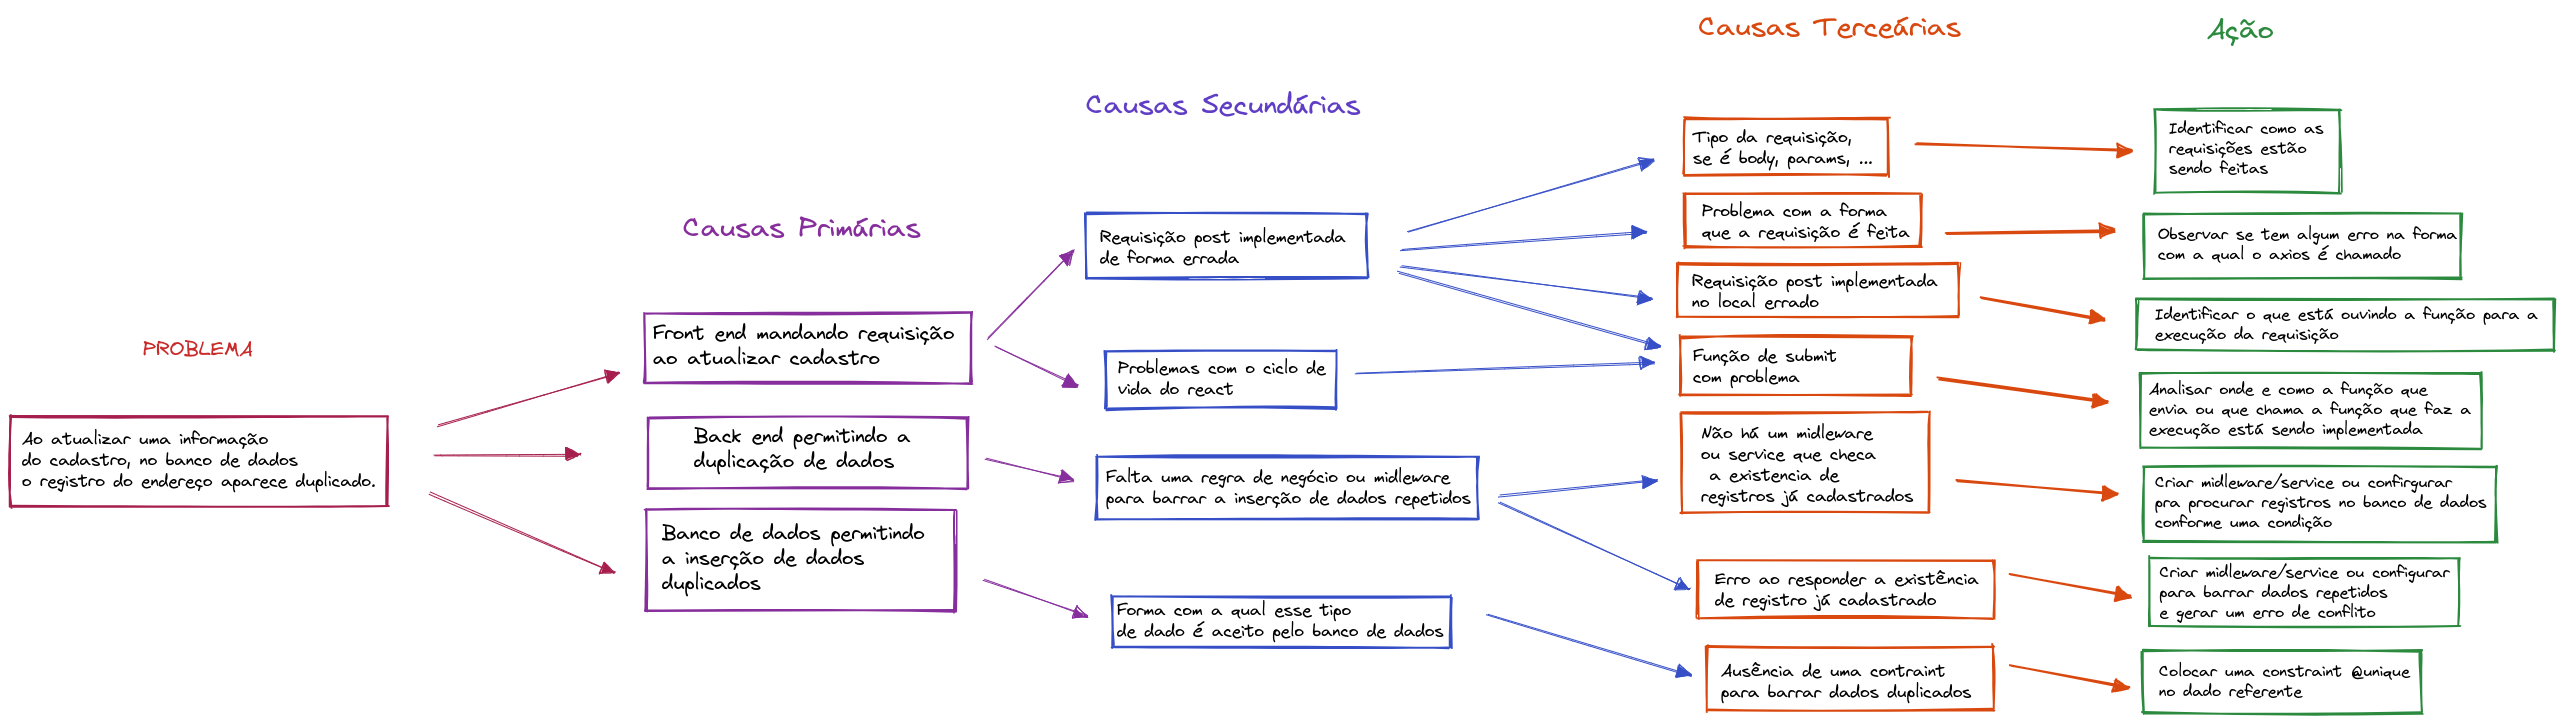 PROBLEMA
Ao atualizar uma informação
do cadastro, no banco de dados
o registro do endereço aparece duplicado.
Causas Primárias
Front end mandando requisição
ao atualizar cadastro
Back end permitindo a
duplicação de dados
Banco de dados permitindo
a inserção de dados
duplicados
Causas Secundárias
Requisição post implementada
de forma errada
Problemas com o ciclo de
vida do react
Falta uma regra de negócio ou midleware
para barrar a inserção de dados repetidos
Forma com a qual esse tipo
de dado é aceito pelo banco de dados
Causas Terceárias
Tipo da requisição,
se é body, params, ...
Problema com a forma
que a requisição é feita
Requisição post implementada
no local errado
Função de submit
com problema
Não há um midleware
ou service que checa
a existencia de
registros já cadastrados
Erro ao responder a existência
de registro já cadastrado
Ausência de uma contraint
para barrar dados duplicados
Ação
Identificar como as
requisições estão
sendo feitas
Observar se tem algum erro na forma
com a qual o axios é chamado
Identificar o que está ouvindo a função para a
execução da requisição
Analisar onde e como a função que
envia ou que chama a função que faz a
execução está sendo implementada
Criar midleware/service ou confirgurar
pra procurar registros no banco de dados
conforme uma condição
Criar midleware/service ou configurar
para barrar dados repetidos
e gerar um erro de conflito
Colocar uma constraint @unique
no dado referente